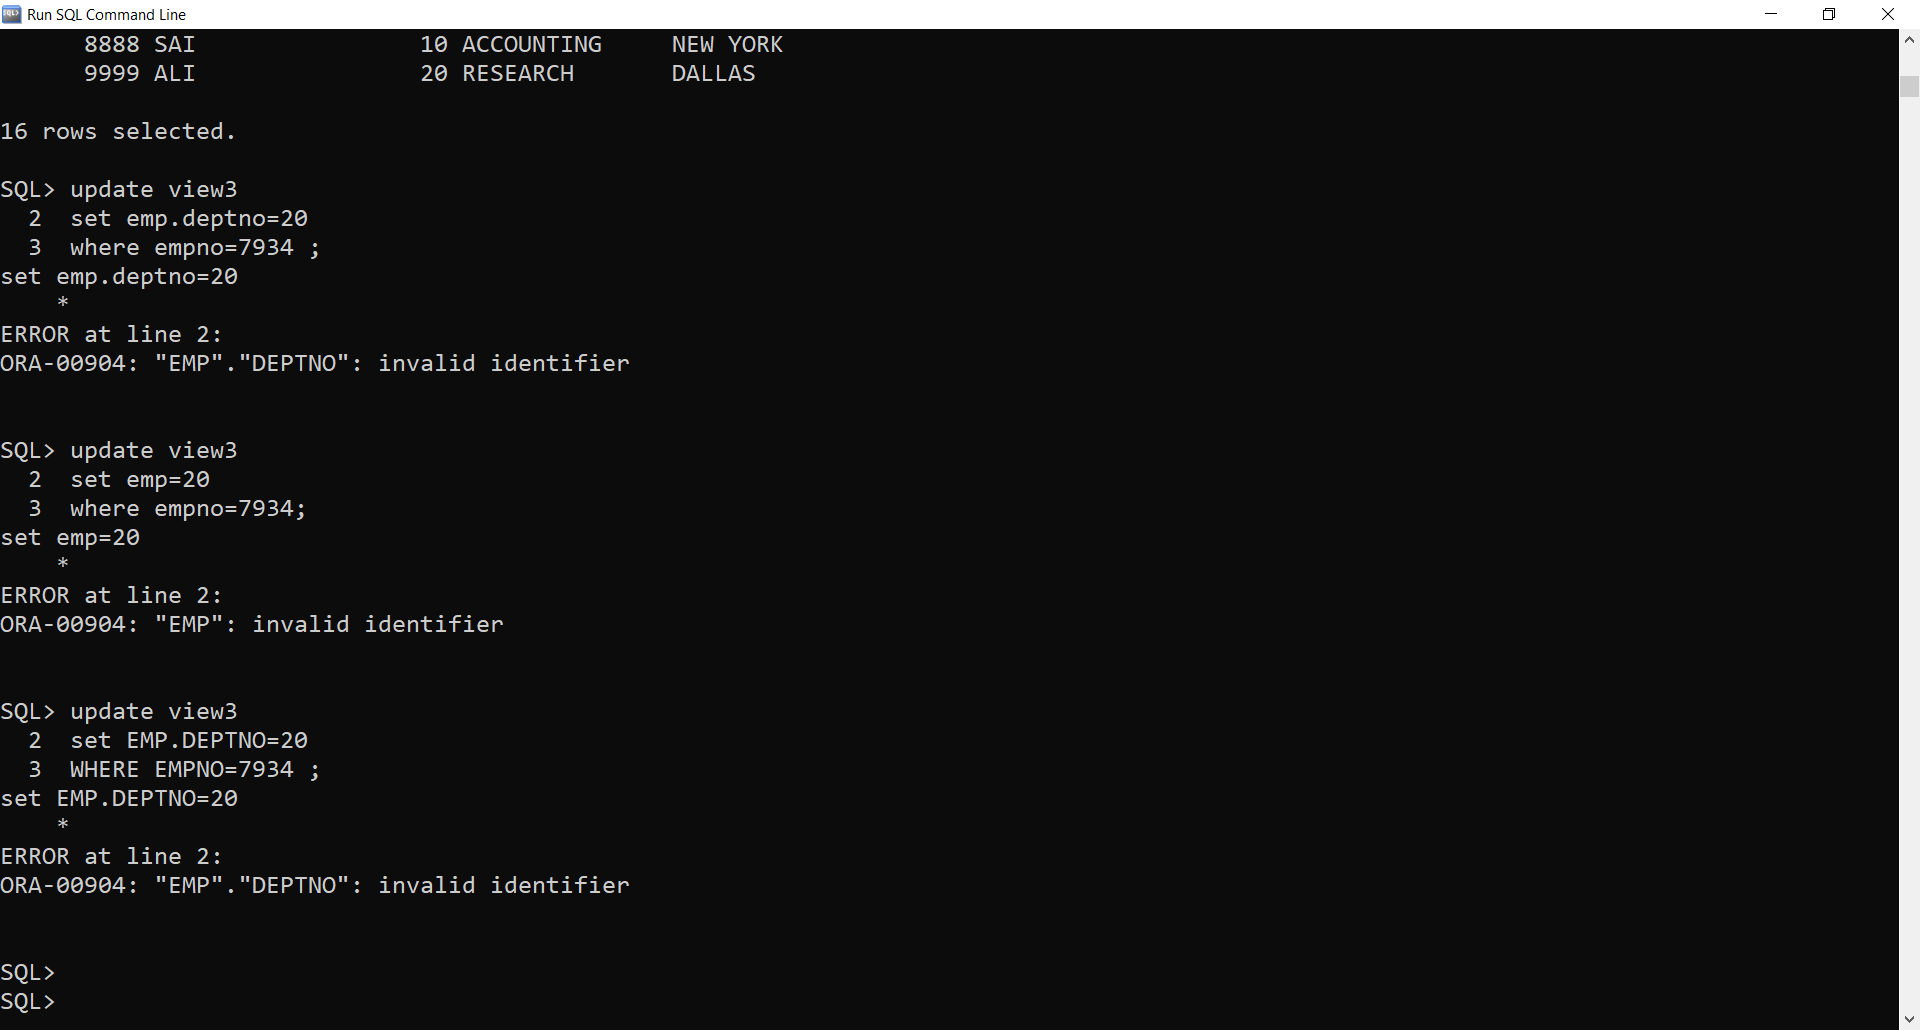 Run SQL Command Line
8888 SAI 10 ACCOUNTING NEW YORK
9999 ALI 20 RESEARCH DALLAS
16 rows selected.
SQL> update view3
2 set emp.deptno=20
3 where empno=7934 ;
set emp.deptno=20
*
ERROR at line 2:
ORA-00904: "EMP"."DEPTNO": invalid identifier
SQL> update view3
2 set emp=20
3 where empno=7934;
set emp=20
*
ERROR at line 2:
ORA-00904: "EMP": invalid identifier
SQL> update view3
2 set EMP.DEPTNO=20
3 WHERE EMPNO=7934 ;
set EMP.DEPTNO=20
*
ERROR at line 2:
ORA-00904: "EMP"."DEPTNO": invalid identifier
SQL>
SQL>